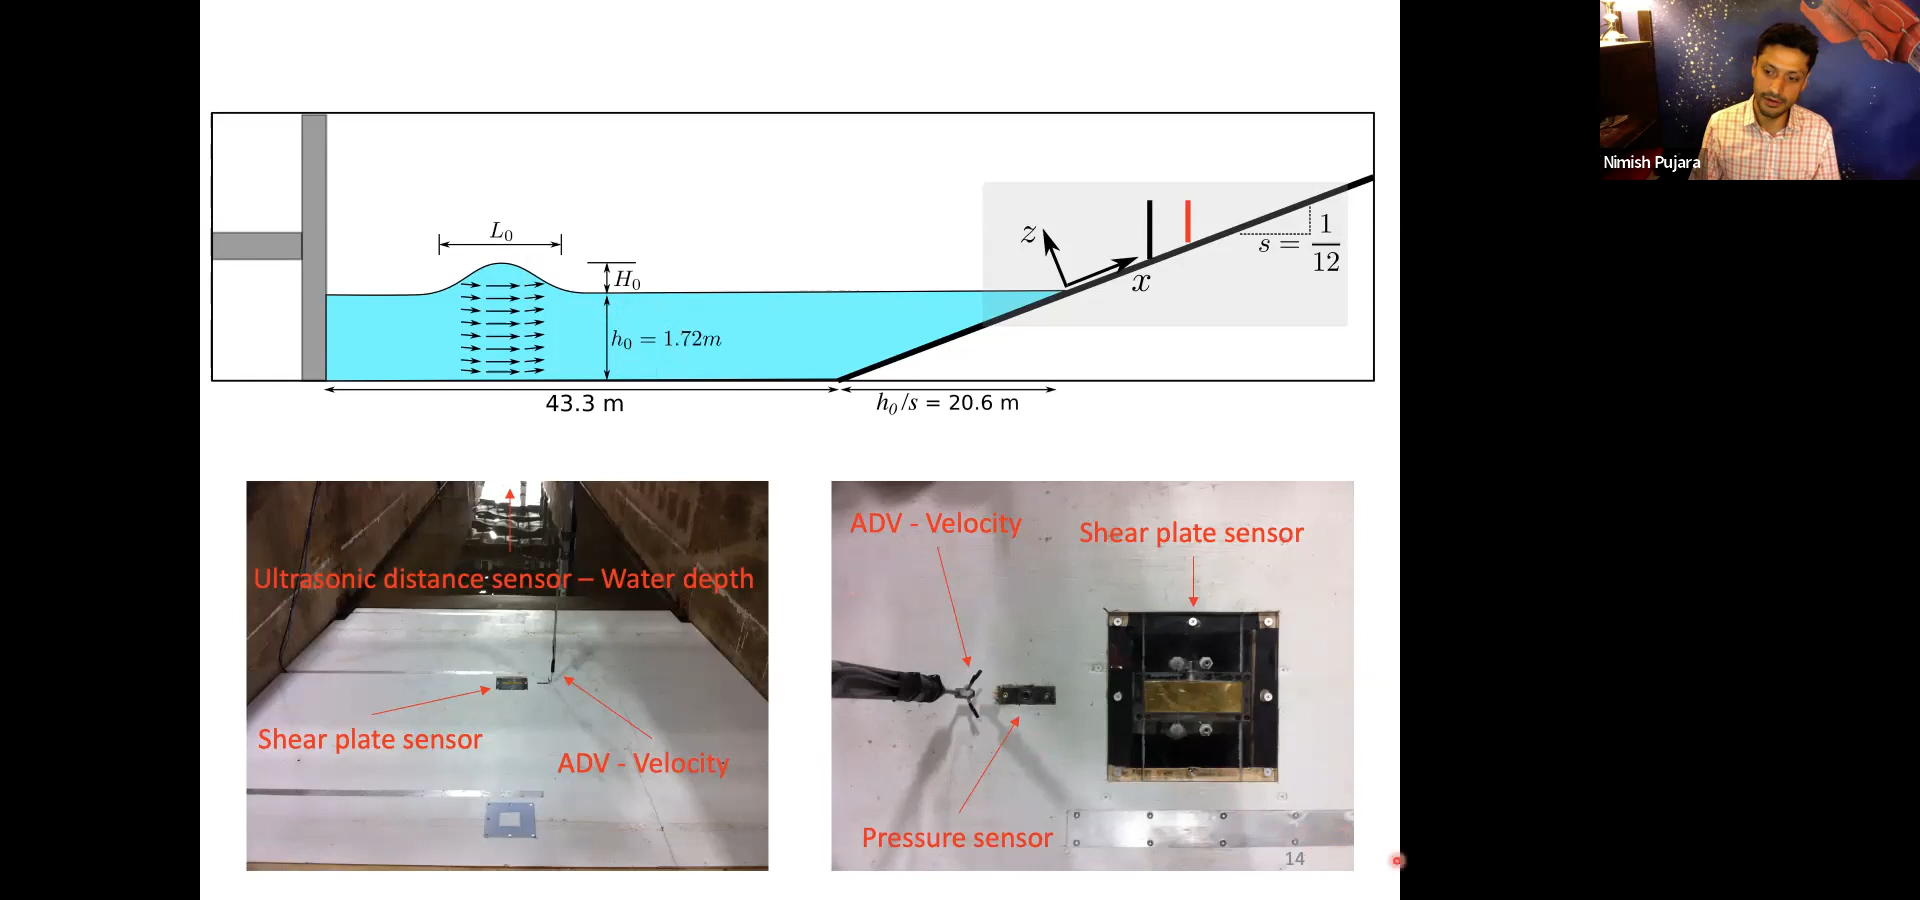 Nimish Pujara
L₀
H₀
z
x
s = 1/12
h₀ = 1.72m
43.3 m
h₀/s = 20.6 m
Ultrasonic distance sensor – Water depth
Shear plate sensor
ADV - Velocity
ADV - Velocity
Shear plate sensor
Pressure sensor
14